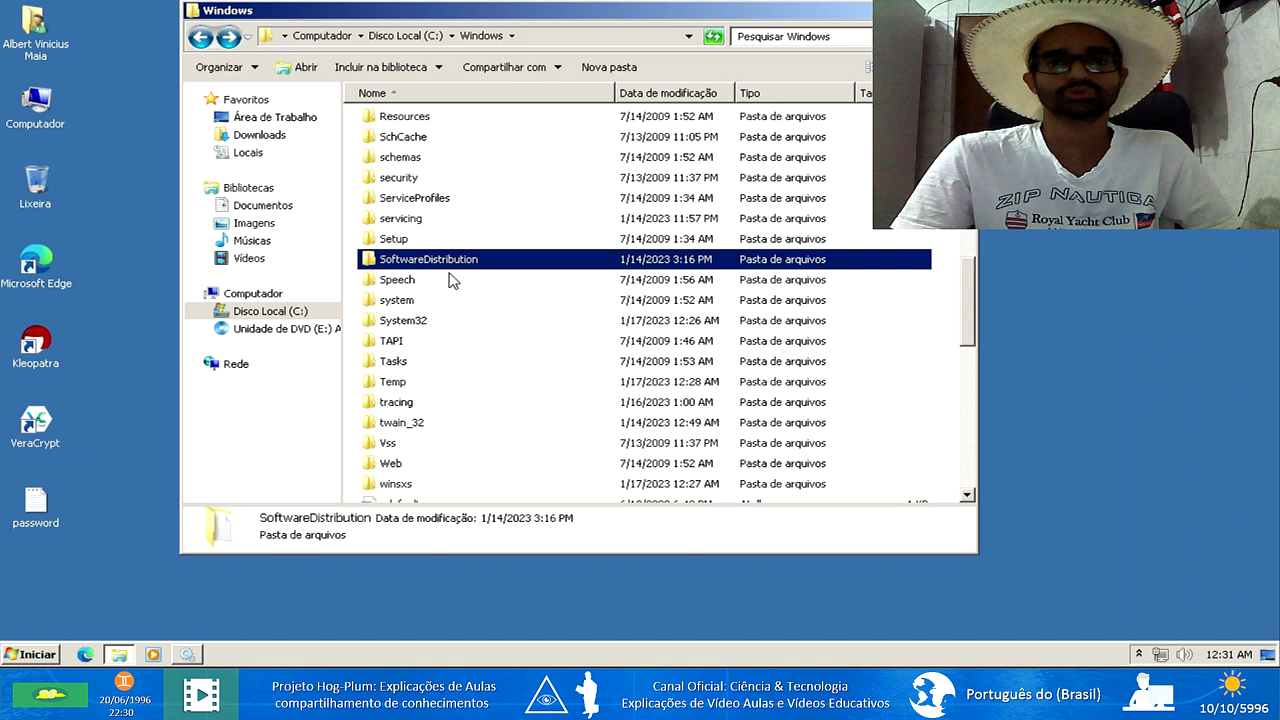 Albert Vinicius
Maia
Computador
Lixeira
Microsoft Edge
Kleopatra
VeraCrypt
password
Windows
Computador Disco Local (C:) Windows
Pesquisar Windows
Organizar Abrir Incluir na biblioteca Compartilhar com Nova pasta
Favoritos
Área de Trabalho
Downloads
Locais
Bibliotecas
Documentos
Imagens
Músicas
Vídeos
Computador
Disco Local (C:)
Unidade de DVD (E:) A
Rede
Nome Data de modificação Tipo Ta
Resources 7/14/2009 1:52 AM Pasta de arquivos
SchCache 7/13/2009 11:05 PM Pasta de arquivos
schemas 7/14/2009 1:52 AM Pasta de arquivos
security 7/13/2009 11:37 PM Pasta de arquivos
ServiceProfiles 7/14/2009 1:34 AM Pasta de arquivos
servicing 1/14/2023 11:57 PM Pasta de arquivos
Setup 7/14/2009 1:34 AM Pasta de arquivos
SoftwareDistribution 1/14/2023 3:16 PM Pasta de arquivos
Speech 7/14/2009 1:56 AM Pasta de arquivos
system 7/14/2009 1:52 AM Pasta de arquivos
System32 1/17/2023 12:26 AM Pasta de arquivos
TAPI 7/14/2009 1:46 AM Pasta de arquivos
Tasks 7/14/2009 1:53 AM Pasta de arquivos
Temp 1/17/2023 12:28 AM Pasta de arquivos
tracing 1/16/2023 1:00 AM Pasta de arquivos
twain_32 1/14/2023 12:49 AM Pasta de arquivos
Vss 7/13/2009 11:37 PM Pasta de arquivos
Web 7/14/2009 1:52 AM Pasta de arquivos
winsxs 1/17/2023 12:27 AM Pasta de arquivos
SoftwareDistribution Data de modificação: 1/14/2023 3:16 PM
Pasta de arquivos
ZIP NAUTICA
Royal Yacht Club
Iniciar
12:31 AM
20/06/1996
22:30
Projeto Hog-Plum: Explicações de Aulas
compartilhamento de conhecimentos
Canal Oficial: Ciência & Tecnologia
Explicações de Vídeo Aulas e Vídeos Educativos
Português do (Brasil)
10/10/5996